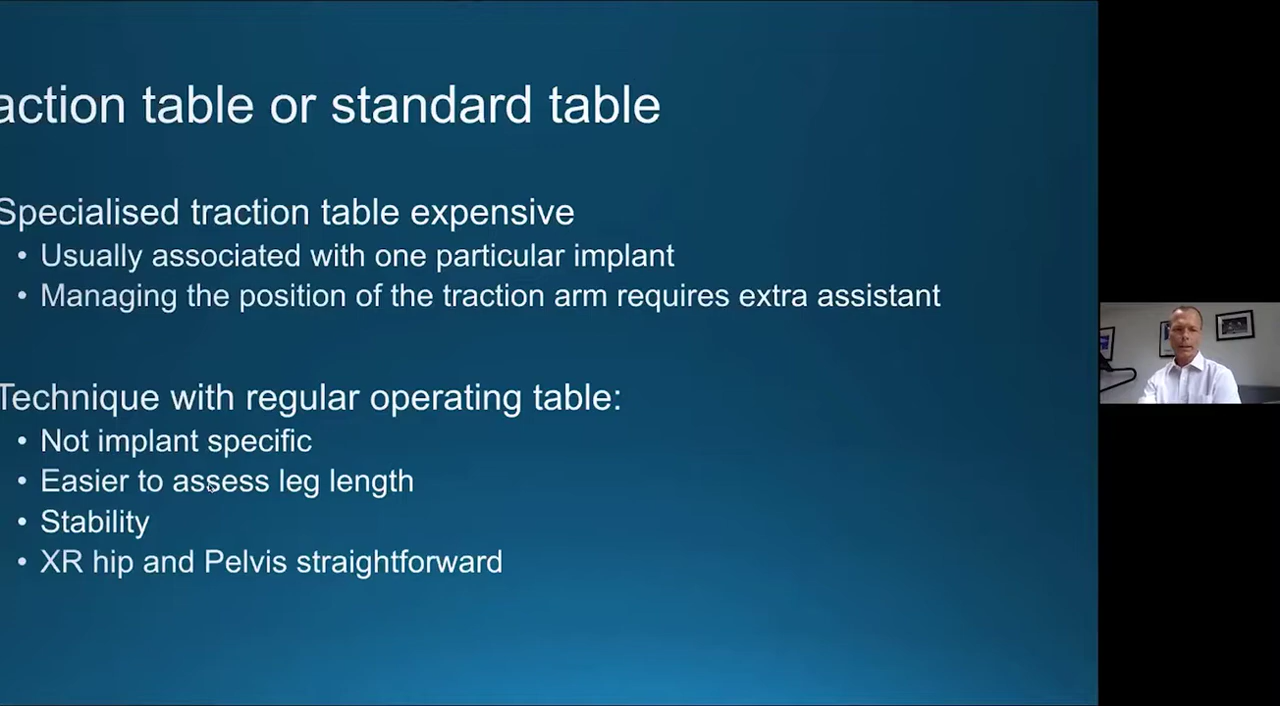 action table or standard table
Specialised traction table expensive
• Usually associated with one particular implant
• Managing the position of the traction arm requires extra assistant
Technique with regular operating table:
• Not implant specific
• Easier to assess leg length
• Stability
• XR hip and Pelvis straightforward